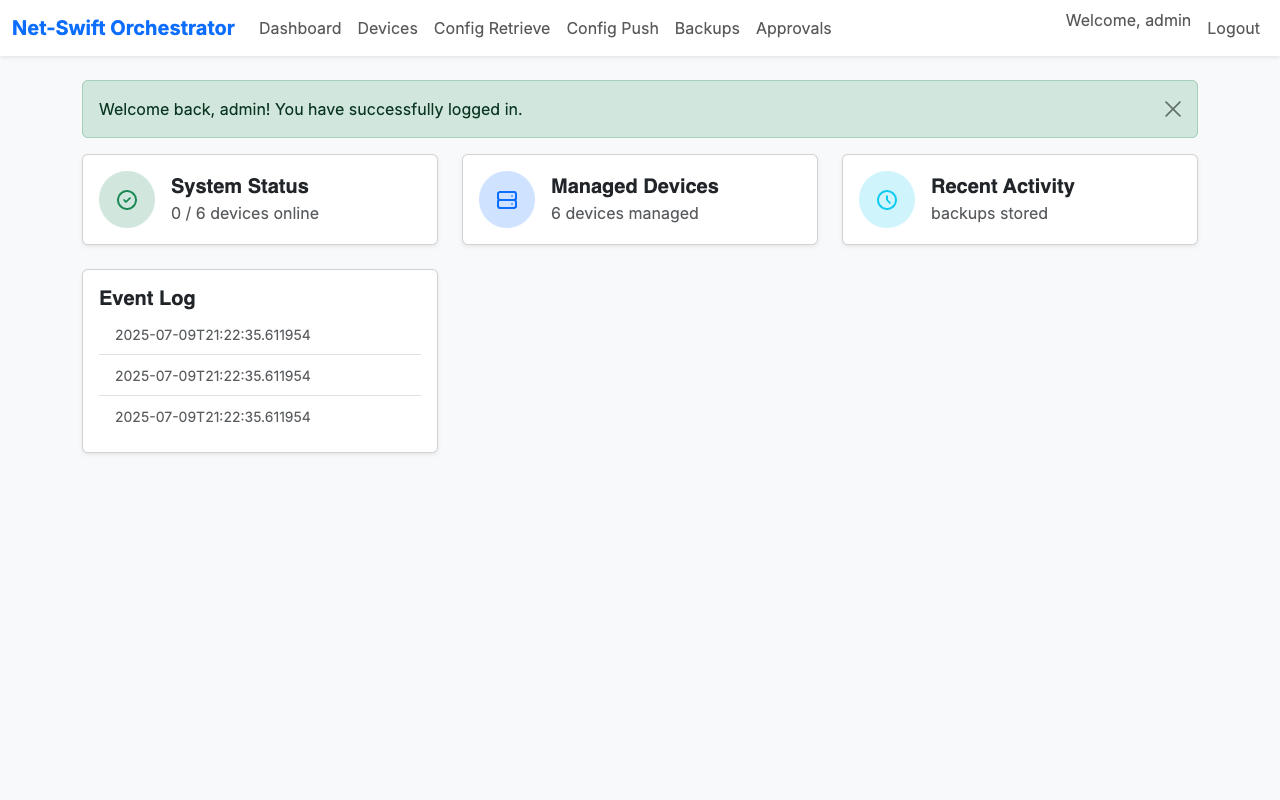 Net-Swift Orchestrator Dashboard Devices Config Retrieve Config Push Backups Approvals Welcome, admin Logout
Welcome back, admin! You have successfully logged in.
System Status
0 / 6 devices online
Managed Devices
6 devices managed
Recent Activity
backups stored
Event Log
2025-07-09T21:22:35.611954
2025-07-09T21:22:35.611954
2025-07-09T21:22:35.611954